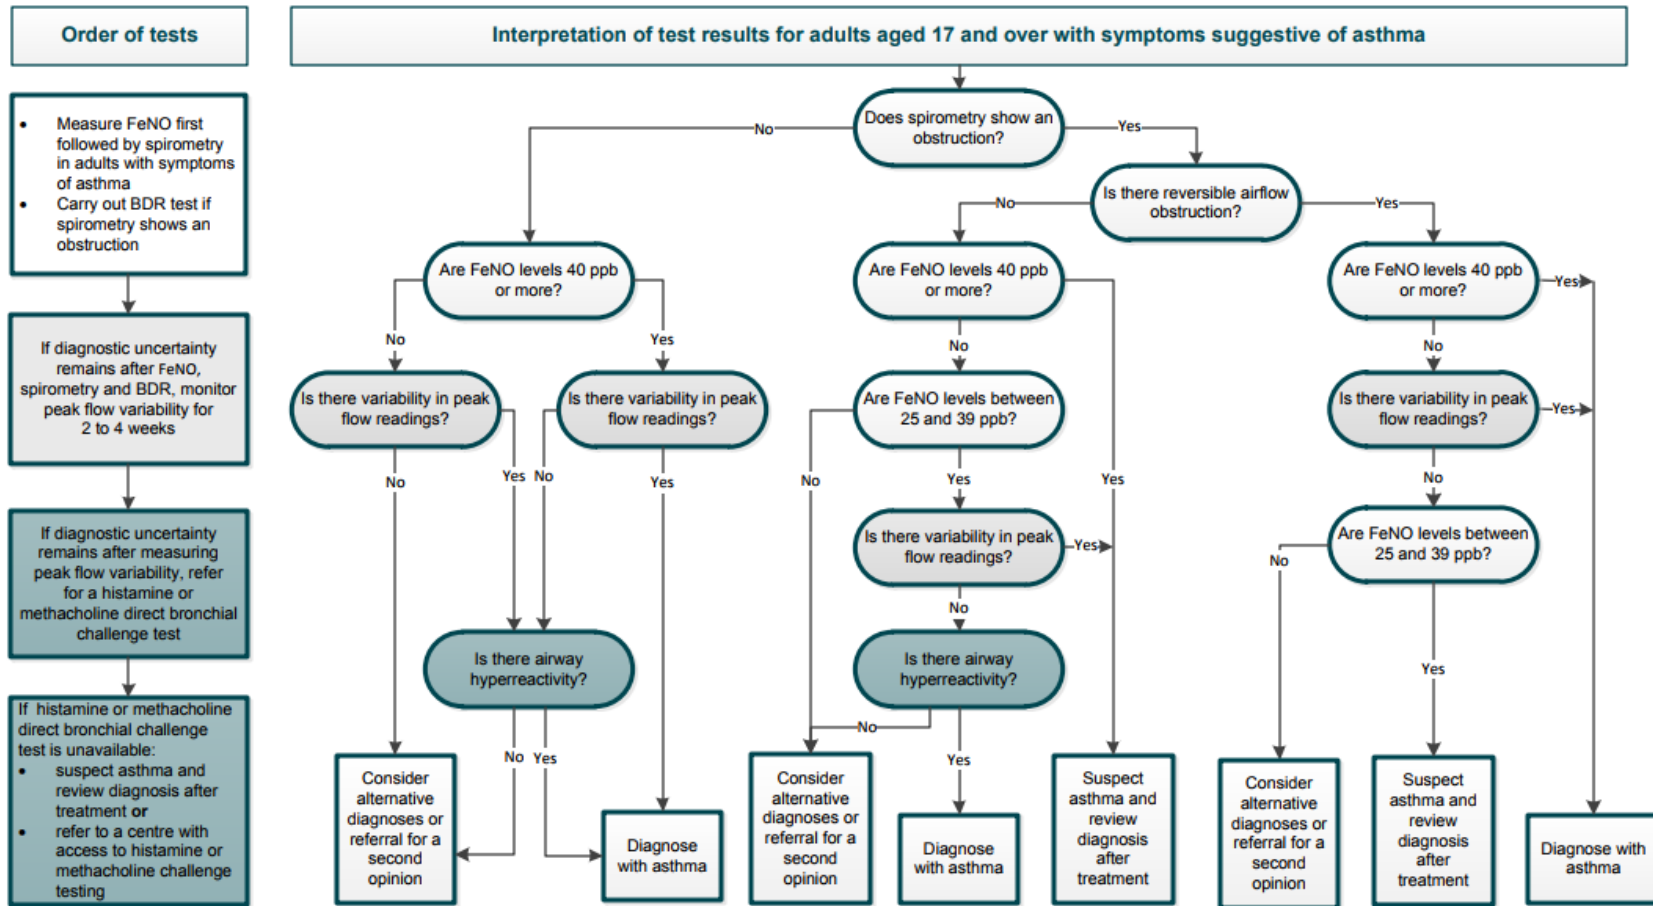 Order of tests
Interpretation of test results for adults aged 17 and over with symptoms suggestive of asthma
• Measure FeNO first
followed by spirometry
in adults with symptoms
of asthma
• Carry out BDR test if
spirometry shows an
obstruction
If diagnostic uncertainty
remains after FeNO,
spirometry and BDR, monitor
peak flow variability for
2 to 4 weeks
If diagnostic uncertainty
remains after measuring
peak flow variability, refer
for a histamine or
methacholine direct bronchial
challenge test
If histamine or methacholine
direct bronchial challenge
test is unavailable:
• suspect asthma and
review diagnosis after
treatment or
• refer to a centre with
access to histamine or
methacholine challenge
testing
Does spirometry show an
obstruction?
No
Yes
Is there reversible airflow
obstruction?
No
Yes
Are FeNO levels 40 ppb
or more?
No
Yes
Is there variability in peak
flow readings?
Is there variability in peak
flow readings?
No
Yes
No
Yes
Is there airway
hyperreactivity?
No
Yes
Consider
alternative
diagnoses or
referral for a
second
opinion
Diagnose
with asthma
Are FeNO levels 40 ppb
or more?
No
Yes
Are FeNO levels between
25 and 39 ppb?
No
Yes
Is there variability in peak
flow readings?
Yes
No
Is there airway
hyperreactivity?
No
Yes
Consider
alternative
diagnoses or
referral for a
second
opinion
Diagnose
with asthma
Suspect
asthma and
review
diagnosis
after
treatment
Are FeNO levels 40 ppb
or more?
Yes
No
Is there variability in peak
flow readings?
Yes
No
Are FeNO levels between
25 and 39 ppb?
No
Yes
Consider
alternative
diagnoses or
referral for a
second
opinion
Suspect
asthma and
review
diagnosis
after
treatment
Diagnose with
asthma